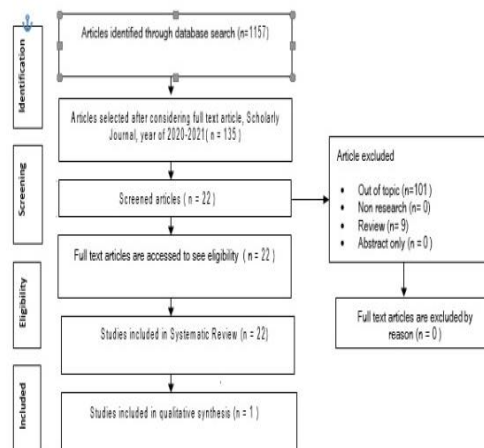 Identification
Articles identified through database search (n=1157)
Articles selected after considering full text article, Scholarly
Journal, year of 2020-2021( n = 135 )
Screening
Screened articles ( n = 22 )
Article excluded
• Out of topic (n=101 )
• Non research (n= 0)
• Review (n= 9)
• Abstract only ( n = 0 )
Full text articles are accessed to see eligibility ( n = 22 )
Eligibility
Full text articles are excluded by
reason ( n = 0 )
Studies included in Systematic Review ( n = 22 )
Included
Studies included in qualitative synthesis (n = 1 )